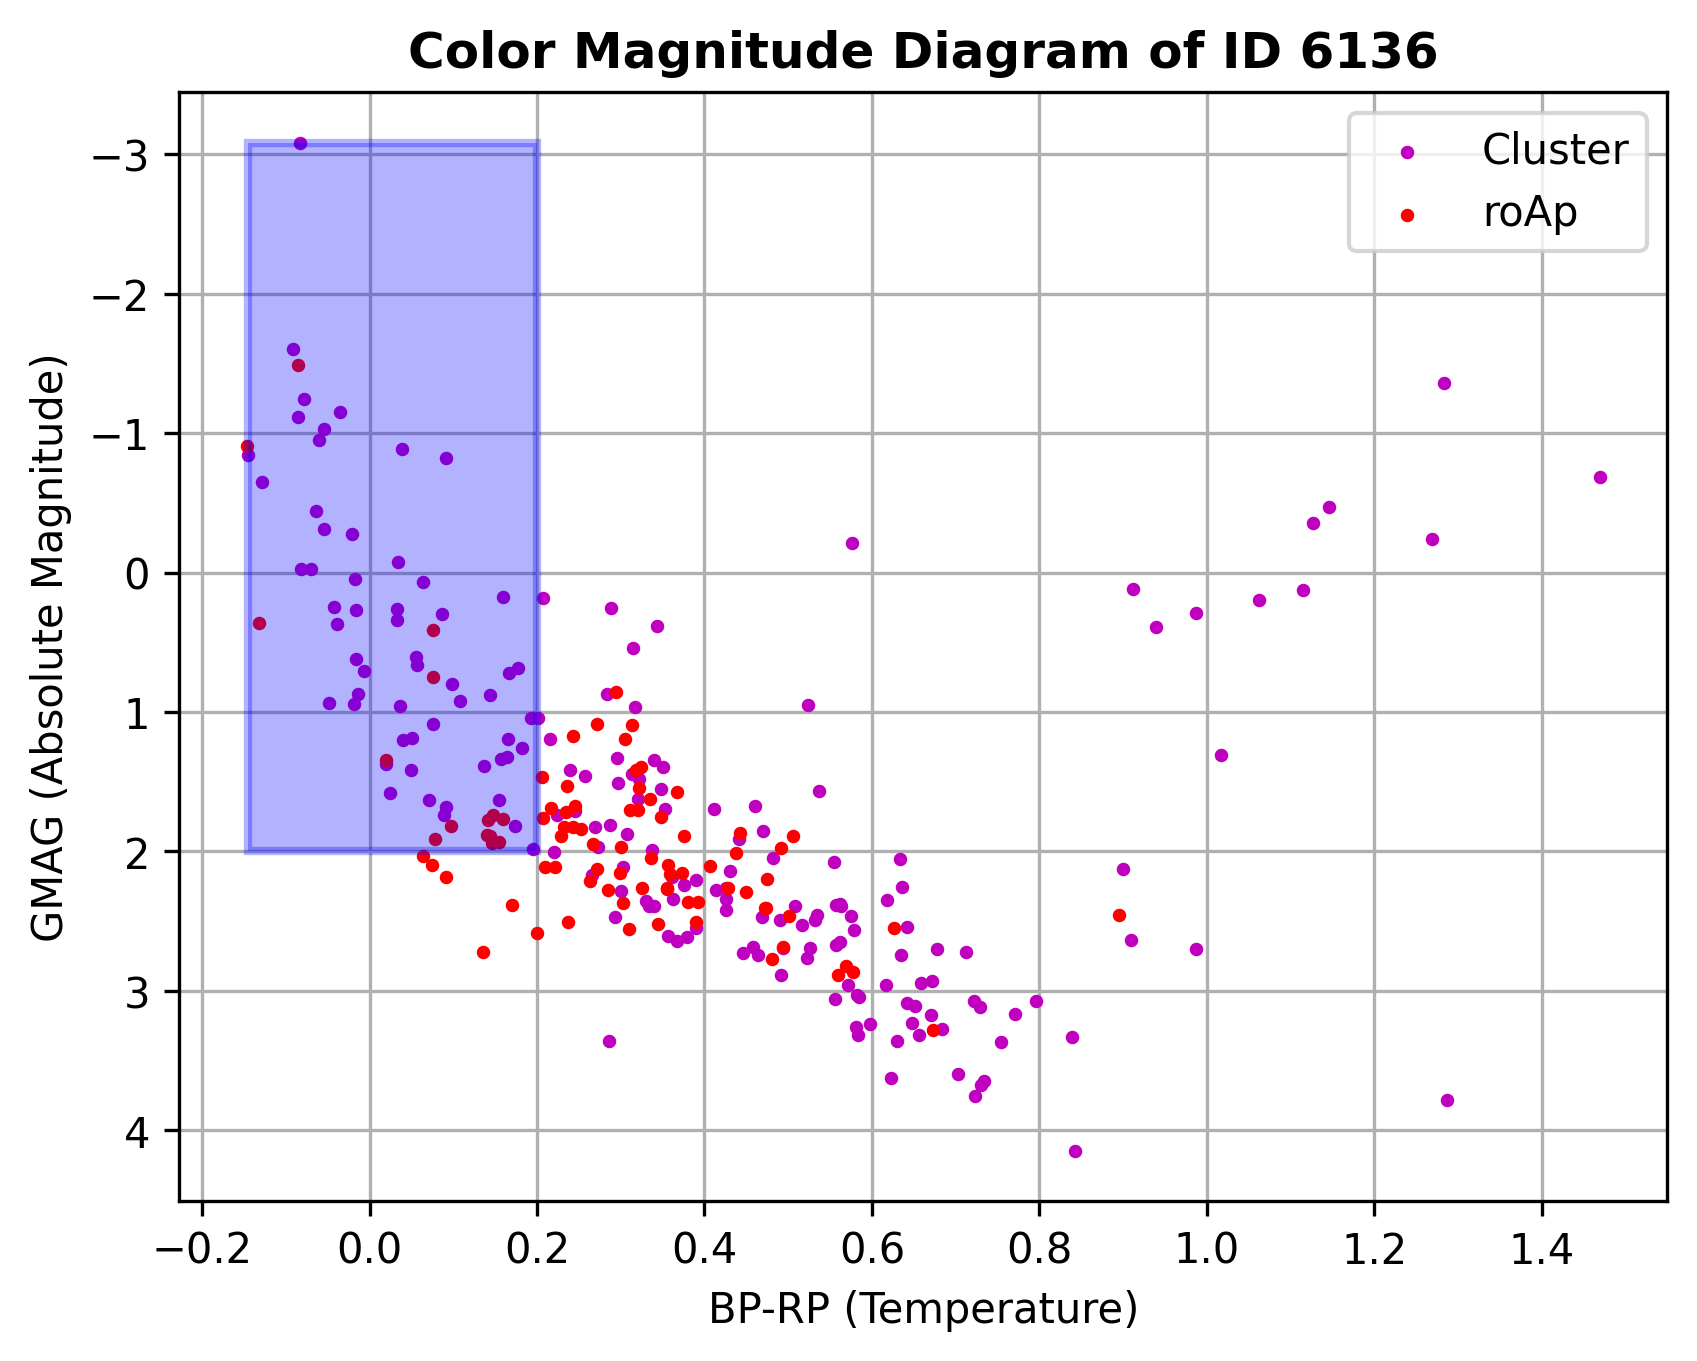 Color Magnitude Diagram of ID 6136
Cluster
roAp
GMAG (Absolute Magnitude)
−3
−2
−1
0
1
2
3
4
−0.2 0.0 0.2 0.4 0.6 0.8 1.0 1.2 1.4
BP-RP (Temperature)